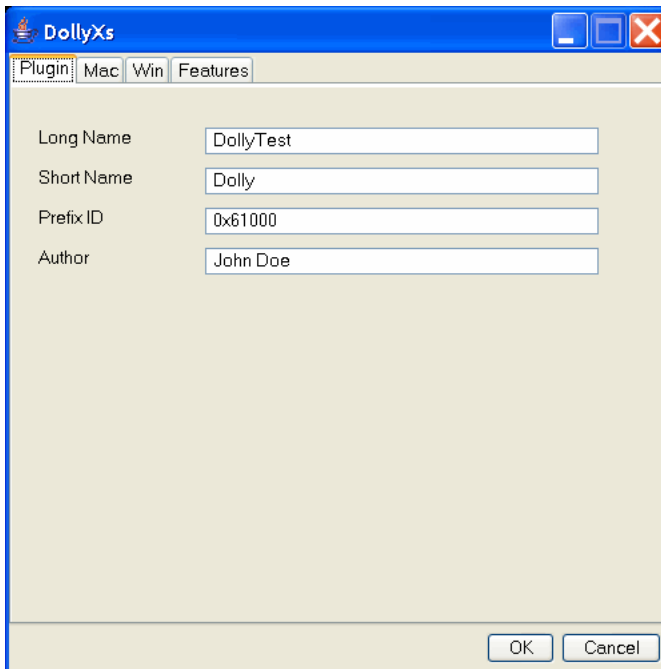 DollyXs
Plugin Mac Win Features
Long Name DollyTest
Short Name Dolly
Prefix ID 0x61000
Author John Doe
OK Cancel